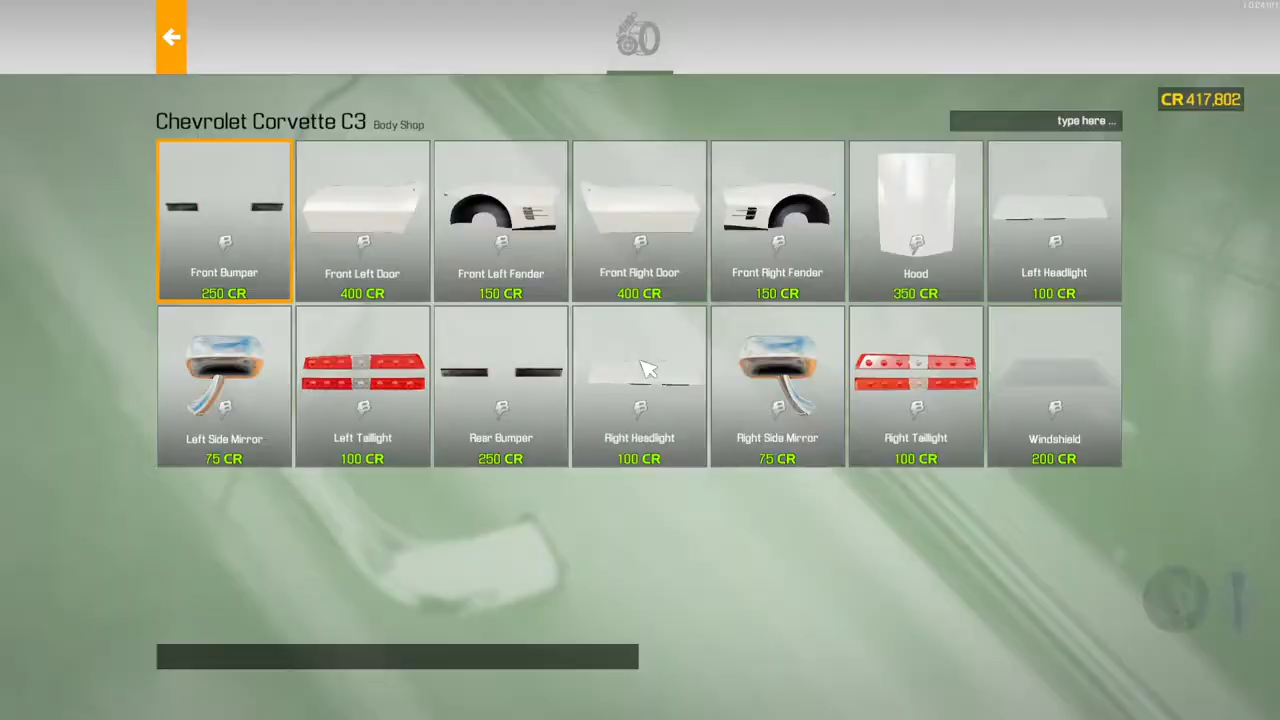 CR 417,802
Chevrolet Corvette C3 Body Shop
type here ...
Front Bumper
250 CR
Front Left Door
400 CR
Front Left Fender
150 CR
Front Right Door
400 CR
Front Right Fender
150 CR
Hood
350 CR
Left Headlight
100 CR
Left Side Mirror
75 CR
Left Taillight
100 CR
Rear Bumper
250 CR
Right Headlight
100 CR
Right Side Mirror
75 CR
Right Taillight
100 CR
Windshield
200 CR